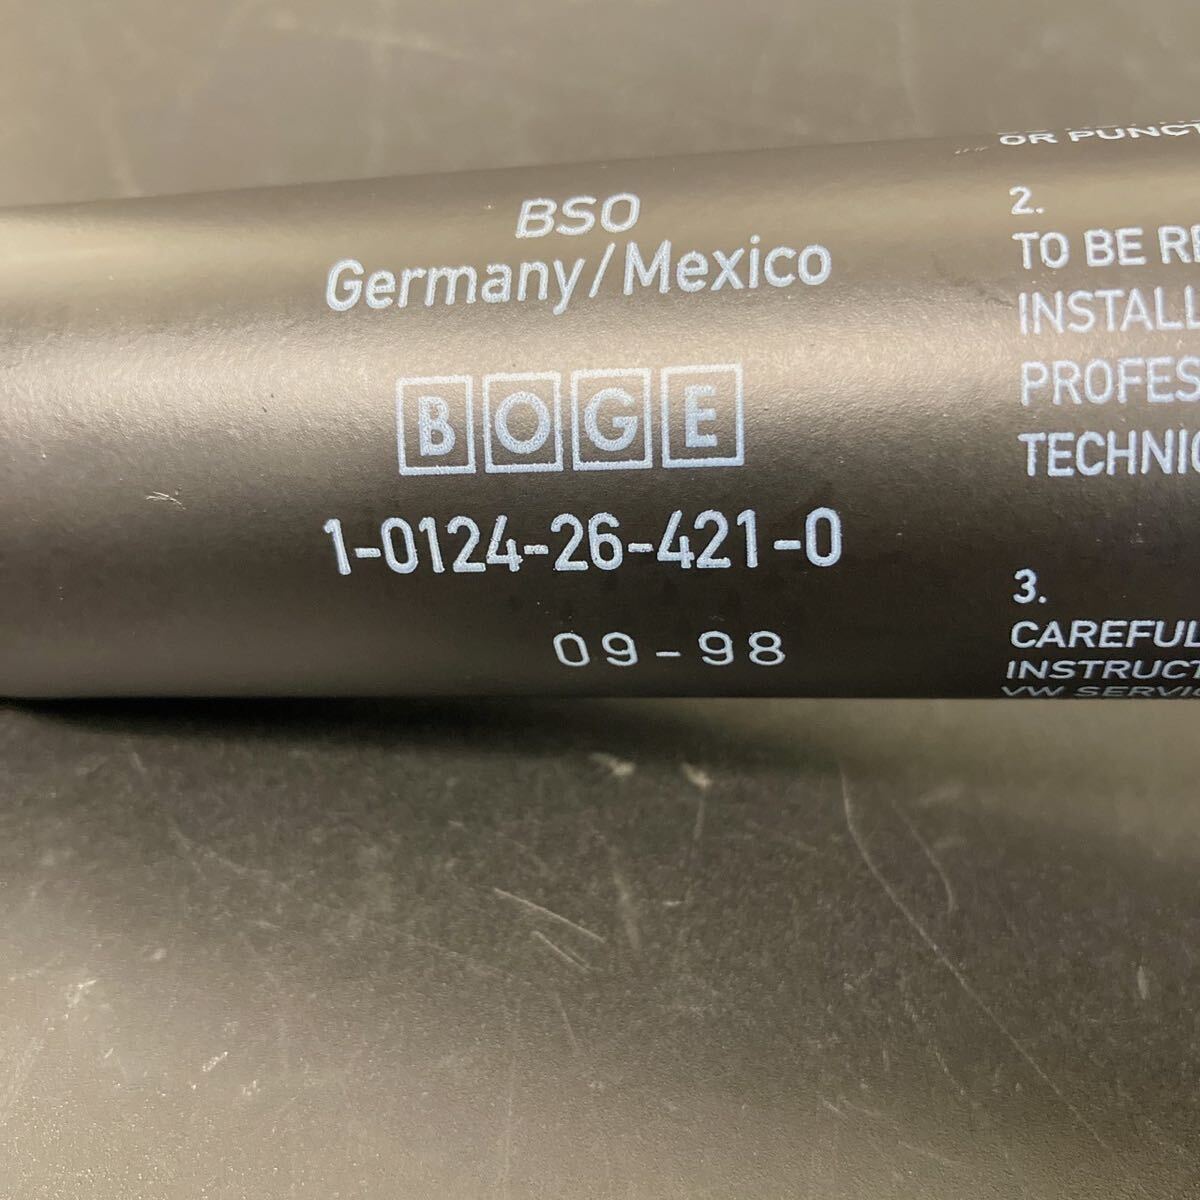 BSO
Germany/Mexico
BOGE
1-0124-26-421-0
09-98
OR PUNCT
2.
TO BE RE
INSTALL
PROFES
TECHNIC
3.
CAREFUL
INSTRUCT
VW SERVIC